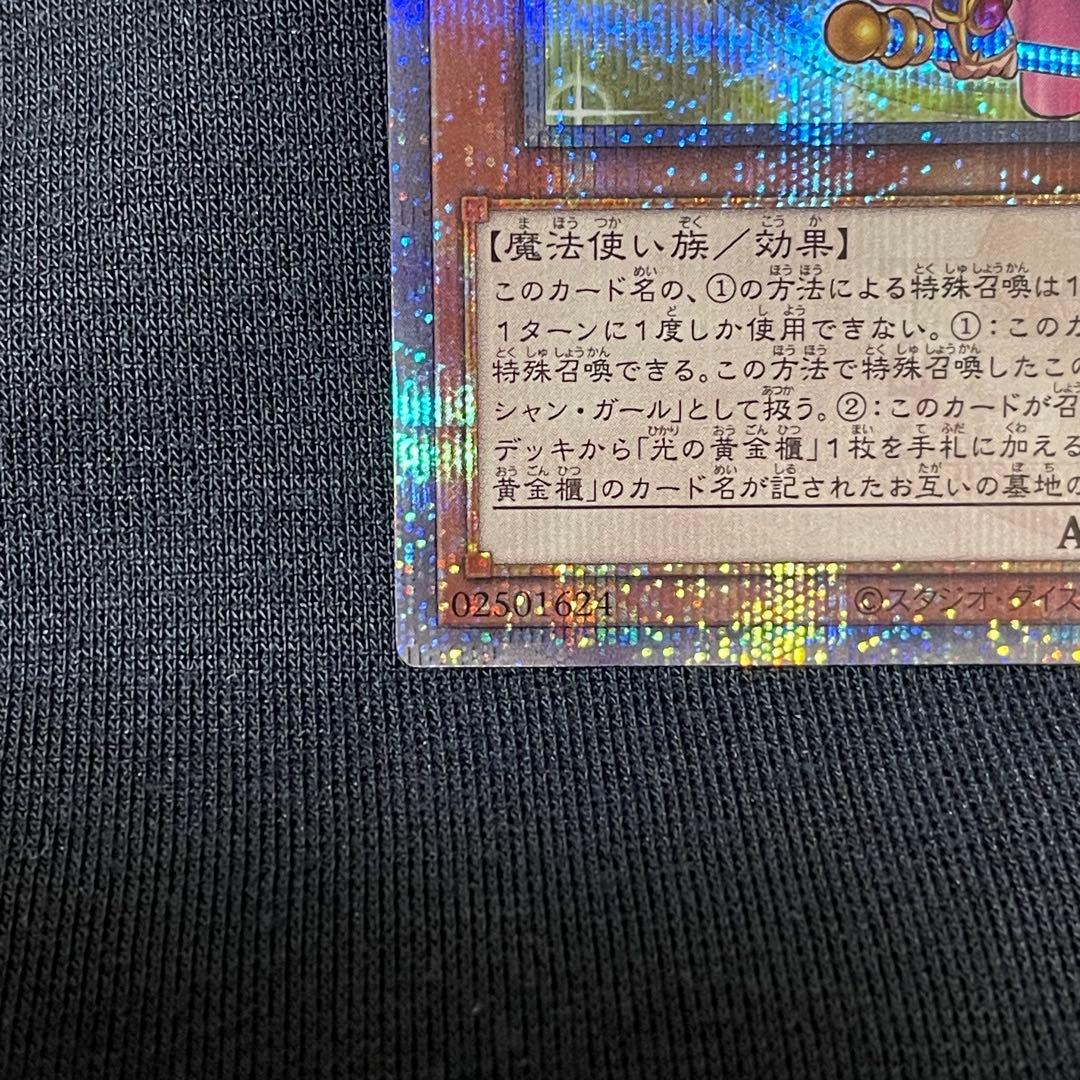 【魔法使い族／効果】
このカード名の、①の方法による特殊召喚は1
1ターンに1度しか使用できない。①：このカ
特殊召喚できる。この方法で特殊召喚したこの
シャン・ガール」として扱う。②：このカードが召
デッキから「光の黄金櫃」1枚を手札に加える
黄金櫃」のカード名が記されたお互いの墓地の
A
02501624 ©スタジオ・ダイス